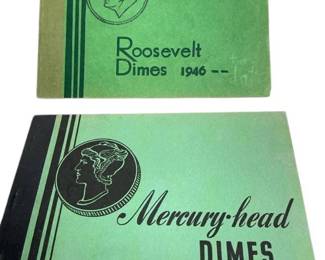 Roosevelt
Dimes 1946 --
Mercury-head
DIMES